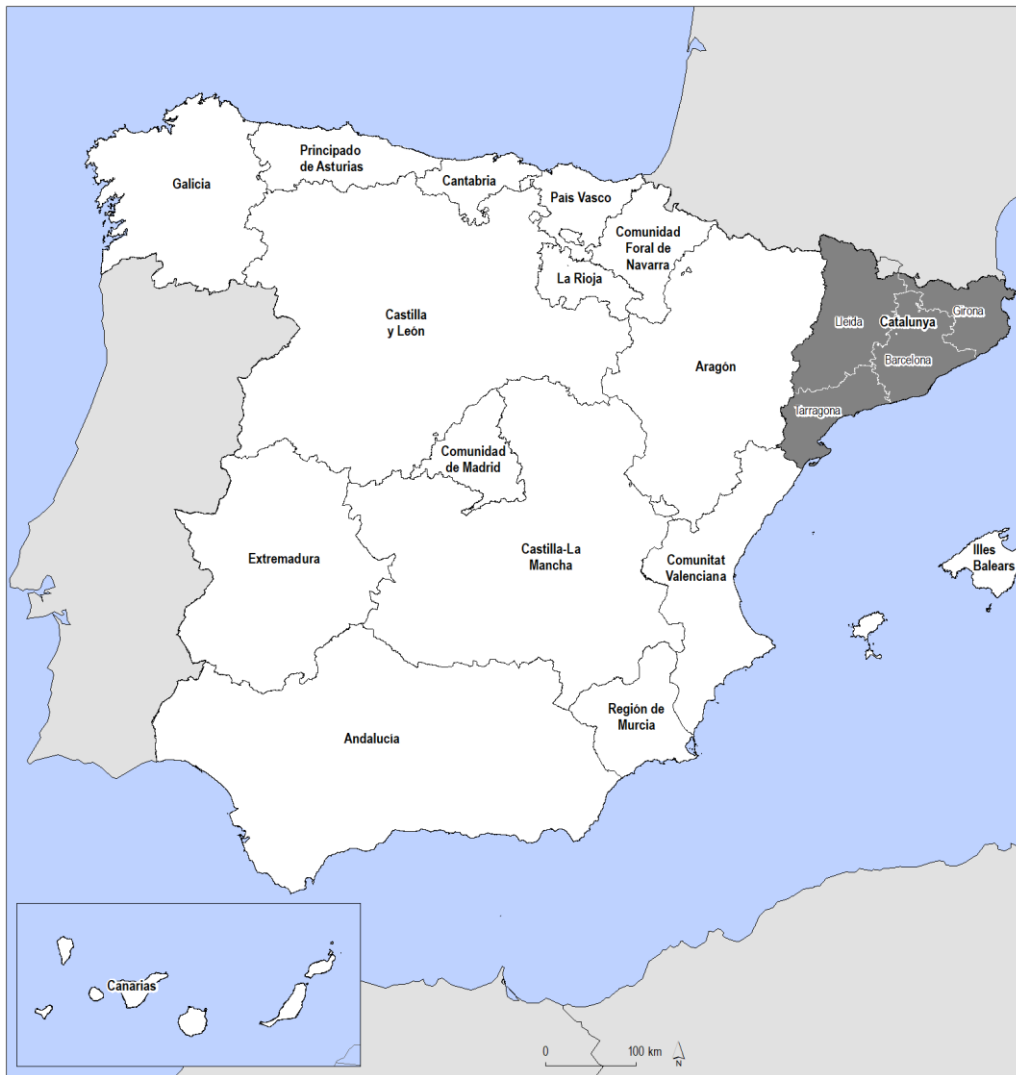 Principado
de Asturias
Galicia
Cantabria
País Vasco
Comunidad
Foral de
Navarra
La Rioja
Castilla
y León
Lleida
Catalunya
Girona
Barcelona
Aragón
Tarragona
Comunidad
de Madrid
Extremadura
Castilla-La
Mancha
Comunitat
Valenciana
Illes
Balears
Región de
Murcia
Andalucía
Canarias
0 100 km
N